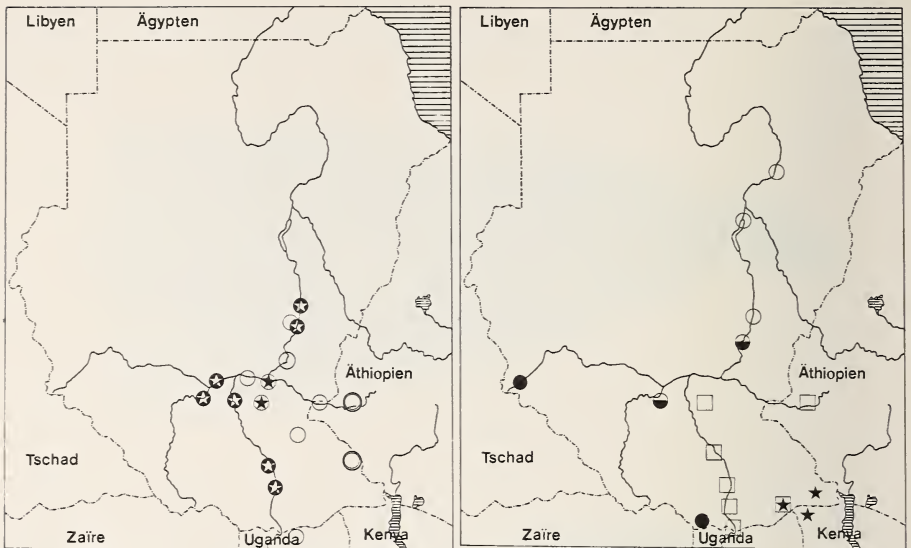 Libyen
Ägypten
Äthiopien
Tschad
Zaïre
Uganda
Kenya
Libyen
Ägypten
Äthiopien
Tschad
Zaïre
Uganda
Kenya